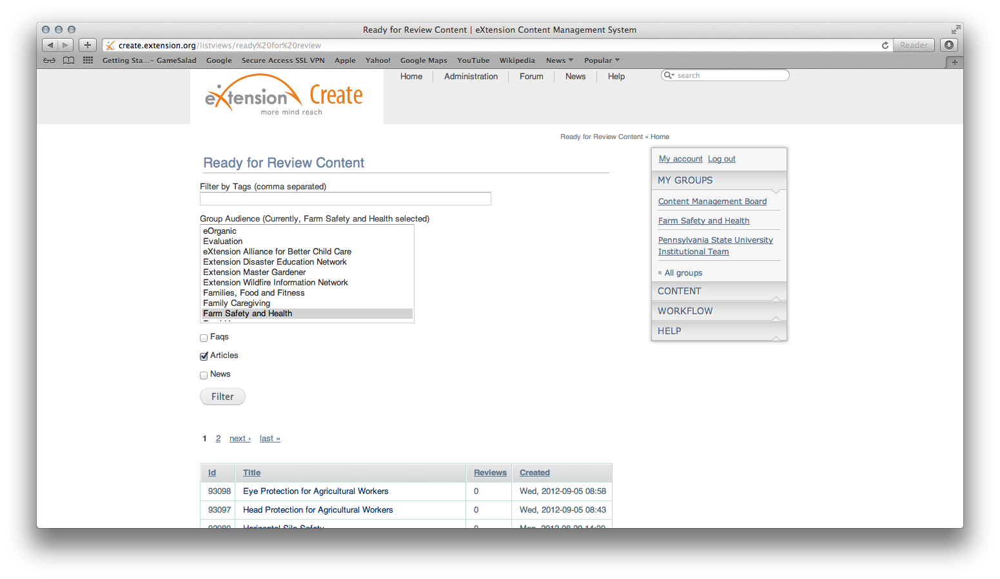 Ready for Review Content | eXtension Content Management System
create.extension.org/listviews/ready%20for%20review
Reader
Getting Sta...– GameSalad Google Secure Access SSL VPN Apple Yahoo! Google Maps YouTube Wikipedia News Popular
eXtension Create
more mind reach
Home Administration Forum News Help
search
Ready for Review Content « Home
Ready for Review Content
Filter by Tags (comma separated)
Group Audience (Currently, Farm Safety and Health selected)
eOrganic
Evaluation
eXtension Alliance for Better Child Care
Extension Disaster Education Network
Extension Master Gardener
Extension Wildfire Information Network
Families, Food and Fitness
Family Caregiving
Farm Safety and Health
Faqs
Articles
News
Filter
1 2 next › last »
Id Title Reviews Created
93098 Eye Protection for Agricultural Workers 0 Wed, 2012-09-05 08:58
93097 Head Protection for Agricultural Workers 0 Wed, 2012-09-05 08:43
Horizontal Silo Safety 0
My account Log out
MY GROUPS
Content Management Board
Farm Safety and Health
Pennsylvania State University
Institutional Team
All groups
CONTENT
WORKFLOW
HELP